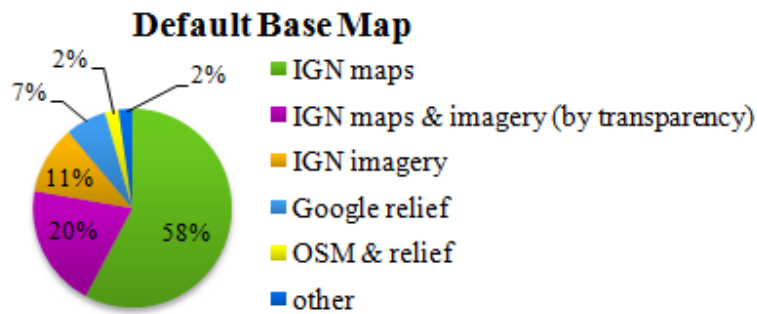 Default Base Map
2%
2%
7%
11%
20%
58%
IGN maps
IGN maps & imagery (by transparency)
IGN imagery
Google relief
OSM & relief
other